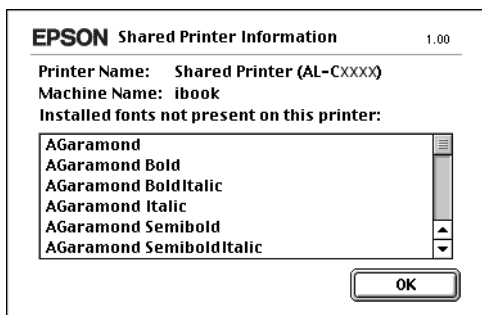 EPSON Shared Printer Information 1.00
Printer Name: Shared Printer (AL-CXXXX)
Machine Name: ibook
Installed fonts not present on this printer:
AGaramond
AGaramond Bold
AGaramond BoldItalic
AGaramond Italic
AGaramond Semibold
AGaramond SemiboldItalic
OK